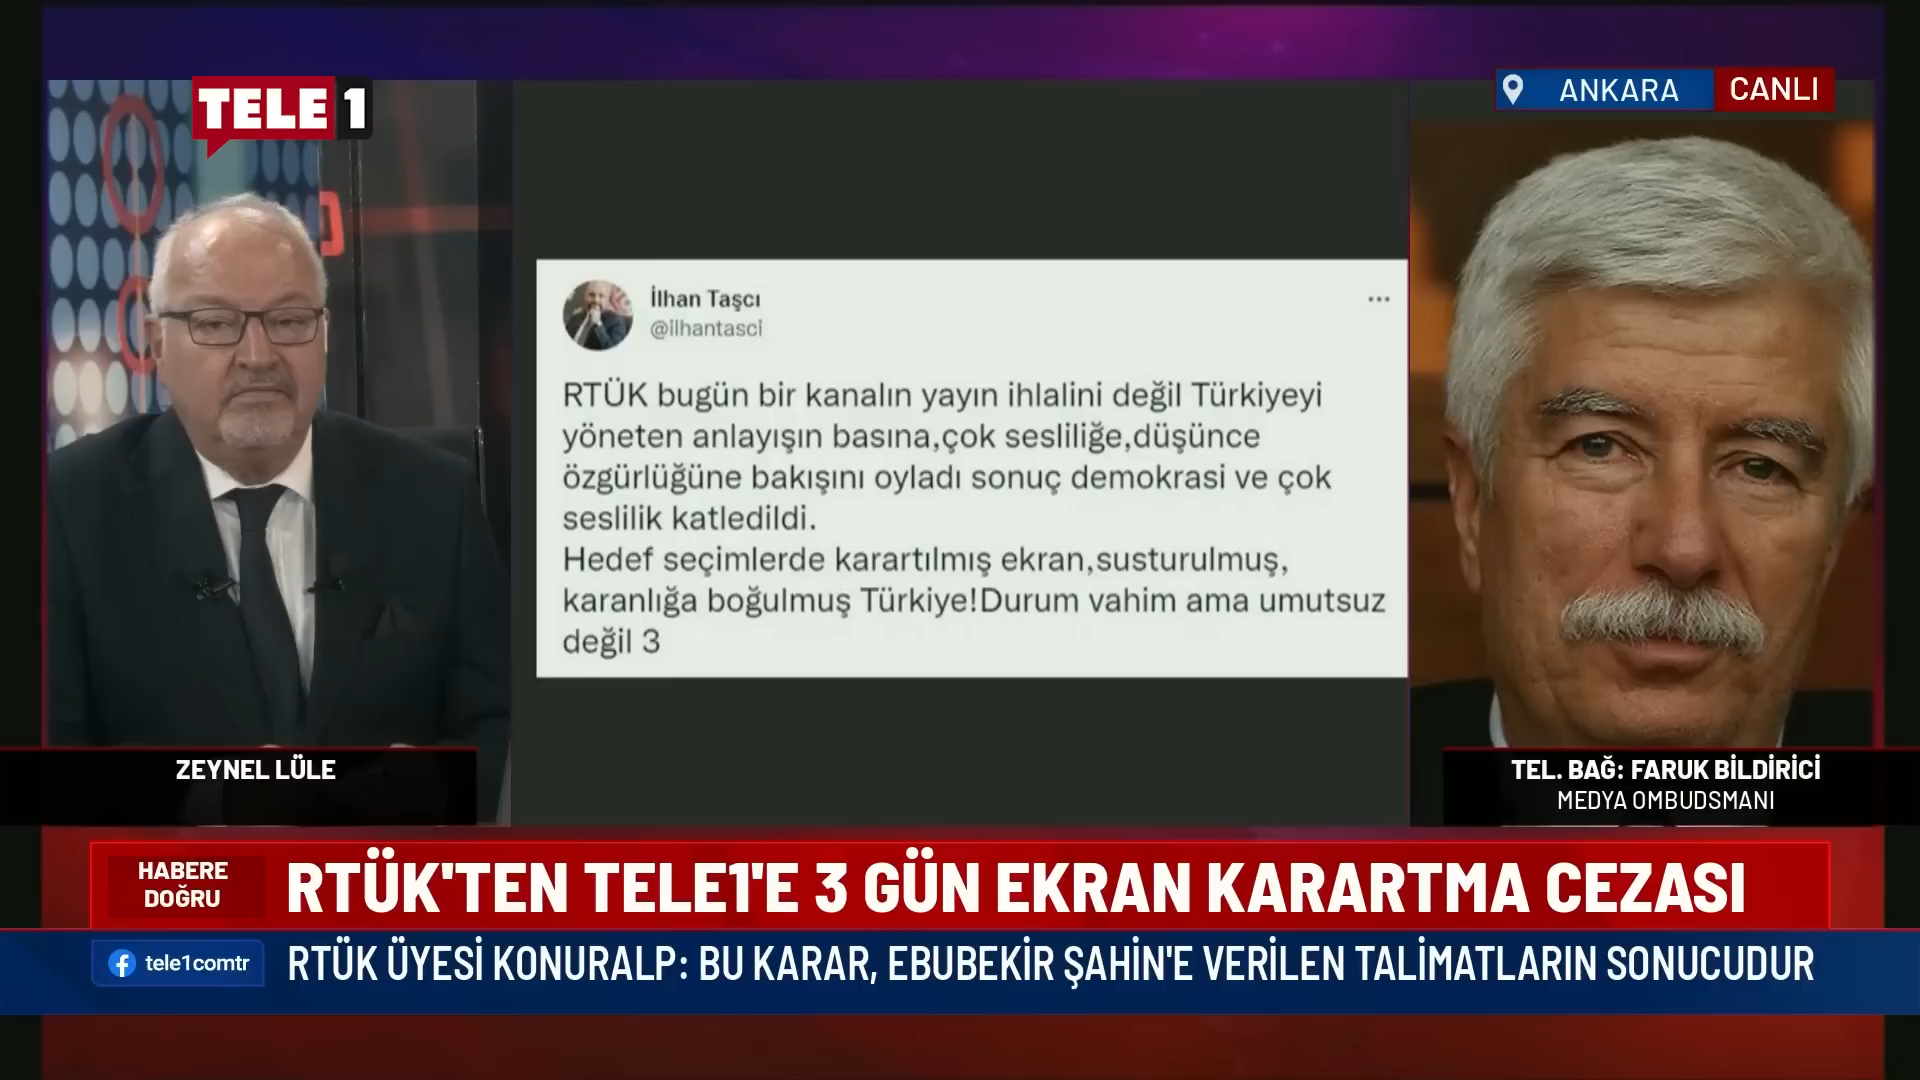 TELE 1
ANKARA
CANLI
İlhan Taşcı
@ilhantasci
RTÜK bugün bir kanalın yayın ihlalini değil Türkiyeyi
yöneten anlayışın basına,çok sesliliğe,düşünce
özgürlüğüne bakışını oyladı sonuç demokrasi ve çok
seslilik katledildi.
Hedef seçimlerde karartılmış ekran,susturulmuş,
karanlığa boğulmuş Türkiye!Durum vahim ama umutsuz
değil 3
ZEYNEL LÜLE
TEL. BAĞ: FARUK BİLDİRİCİ
MEDYA OMBUDSMANI
HABERE
DOĞRU
RTÜK'TEN TELE1'E 3 GÜN EKRAN KARARTMA CEZASI
tele1comtr
RTÜK ÜYESİ KONURALP: BU KARAR, EBUBEKİR ŞAHİN'E VERİLEN TALİMATLARIN SONUCUDUR